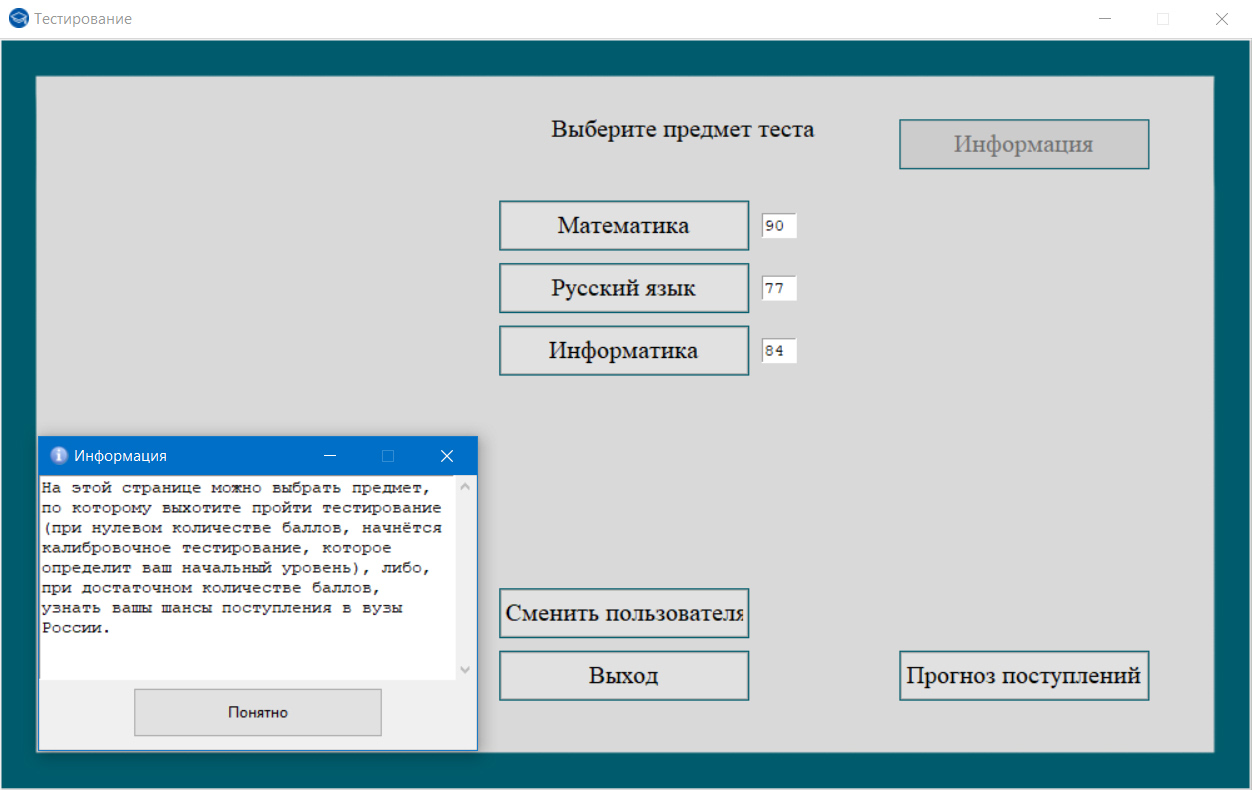 Тестирование
Выберите предмет теста
Информация
Математика 90
Русский язык 77
Информатика 84
Информация
На этой странице можно выбрать предмет,
по которому выхотите пройти тестирование
(при нулевом количестве баллов, начнётся
калибровочное тестирование, которое
определит ваш начальный уровень), либо,
при достаточном количестве баллов,
узнать вашы шансы поступления в вузы
России.
Понятно
Сменить пользователя
Выход
Прогноз поступлений